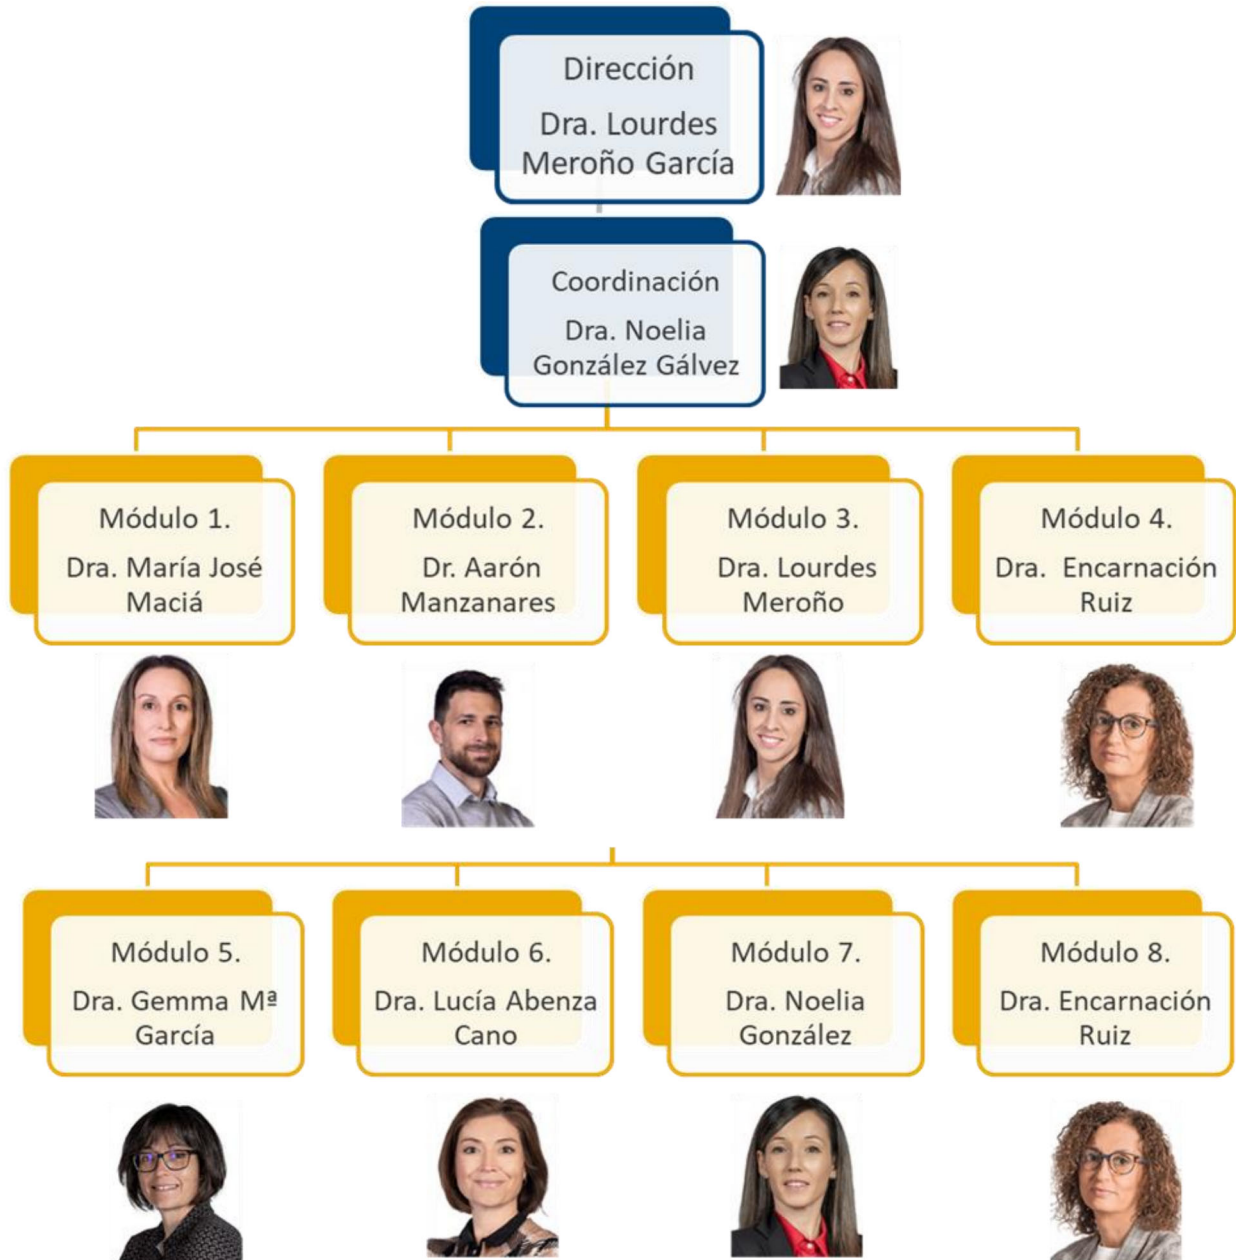 Dirección
Dra. Lourdes
Meroño García
Coordinación
Dra. Noelia
González Gálvez
Módulo 1.
Dra. María José
Maciá
Módulo 2.
Dr. Aarón
Manzanares
Módulo 3.
Dra. Lourdes
Meroño
Módulo 4.
Dra. Encarnación
Ruiz
Módulo 5.
Dra. Gemma Mª
García
Módulo 6.
Dra. Lucía Abenza
Cano
Módulo 7.
Dra. Noelia
González
Módulo 8.
Dra. Encarnación
Ruiz